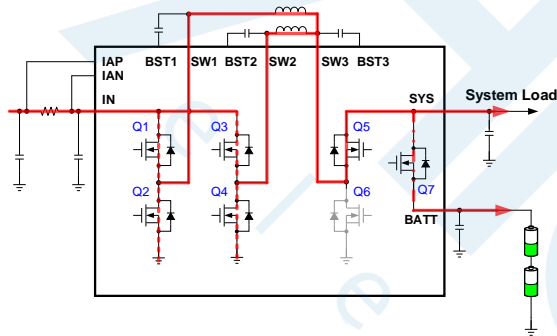 IAP
IAN
BST1
SW1
BST2
SW2
SW3
BST3
IN
SYS
System Load
Q1
Q3
Q5
Q2
Q4
Q6
Q7
BATT